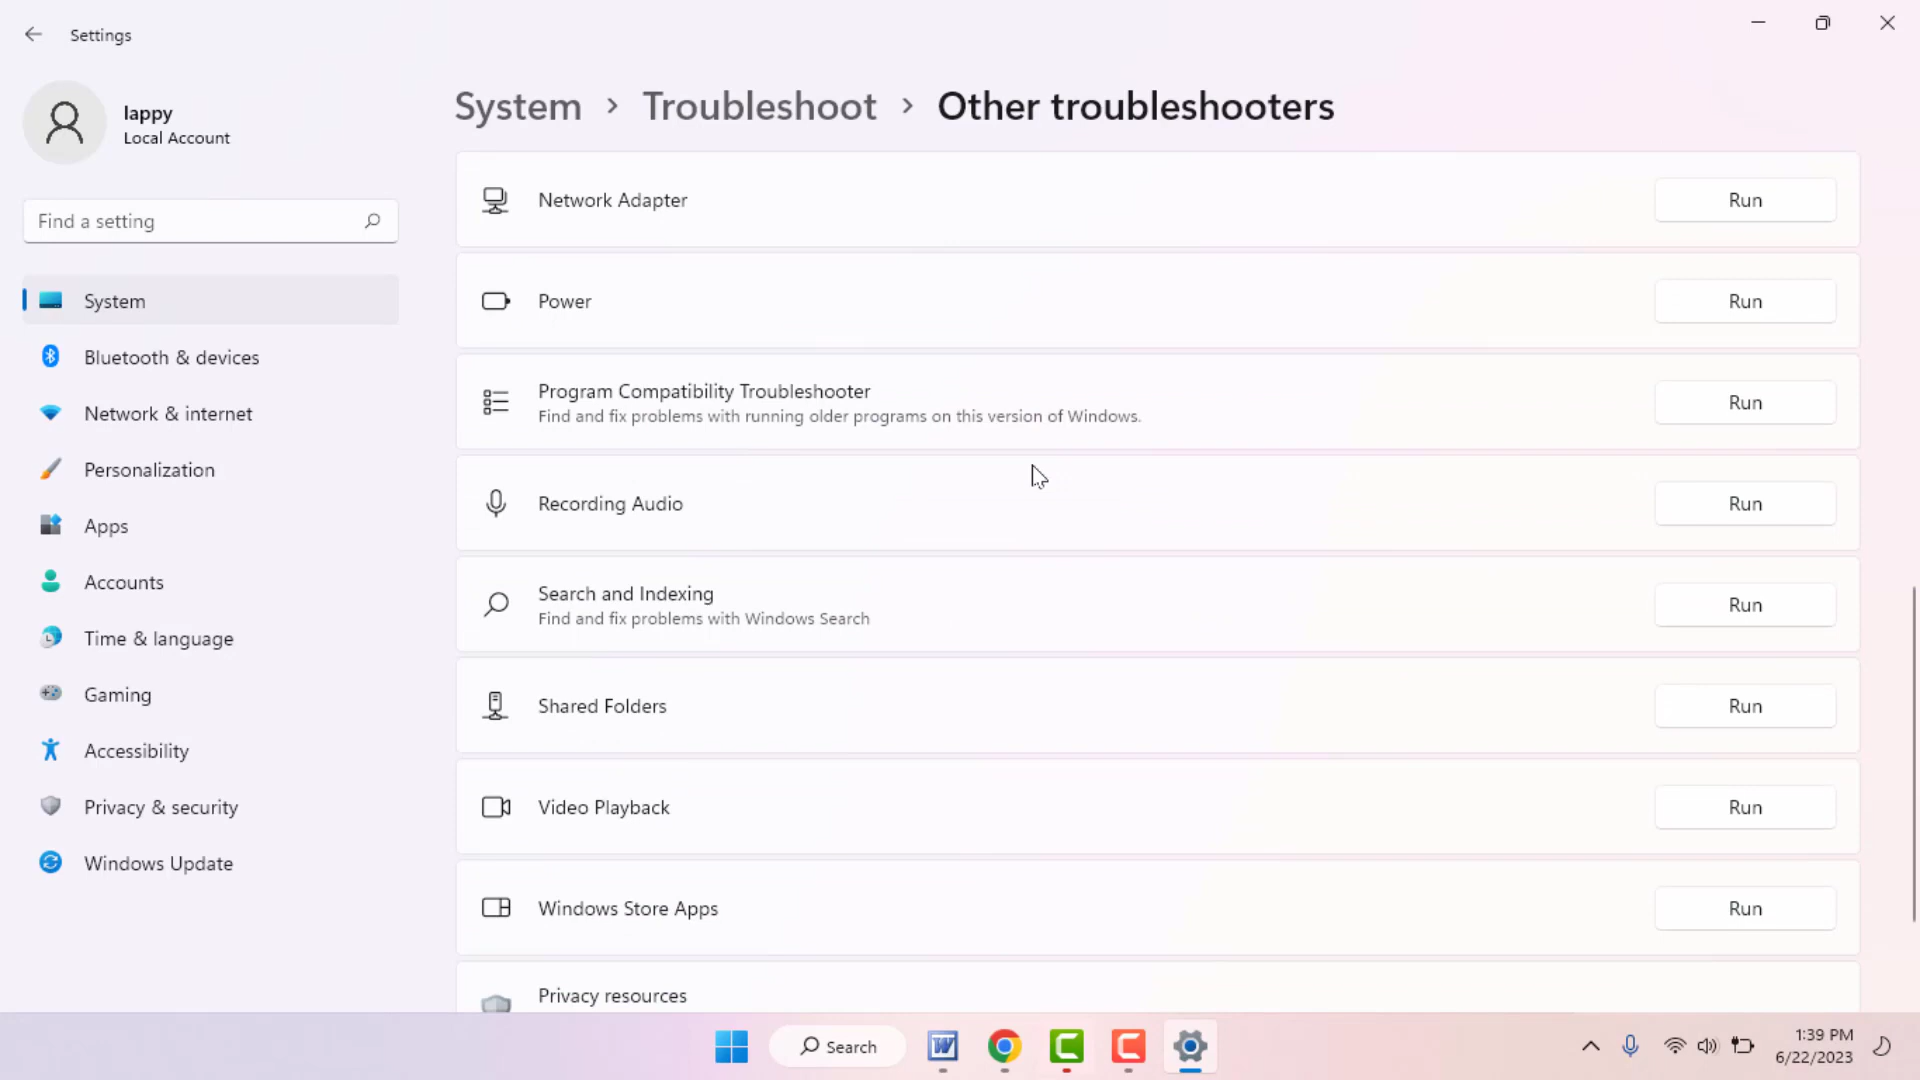 Settings
lappy
Local Account
Find a setting
System
Bluetooth & devices
Network & internet
Personalization
Apps
Accounts
Time & language
Gaming
Accessibility
Privacy & security
Windows Update
System > Troubleshoot > Other troubleshooters
Network Adapter
Run
Power
Run
Program Compatibility Troubleshooter
Find and fix problems with running older programs on this version of Windows.
Run
Recording Audio
Run
Search and Indexing
Find and fix problems with Windows Search
Run
Shared Folders
Run
Video Playback
Run
Windows Store Apps
Run
Privacy resources
Search
1:39 PM
6/22/2023